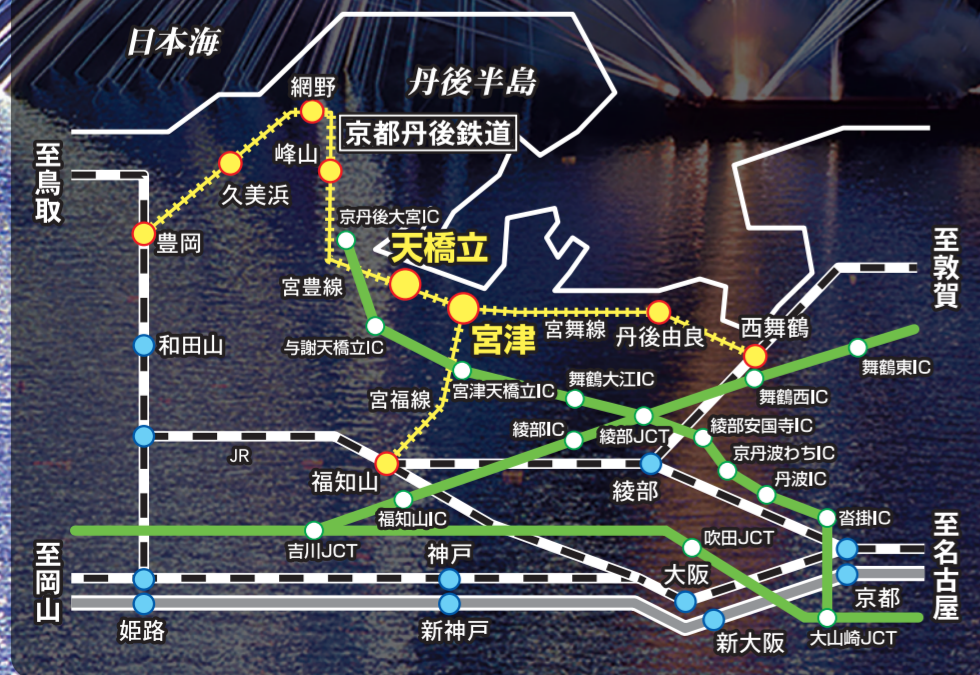 日本海
丹後半島
網野
京都丹後鉄道
至鳥取
峰山
久美浜
京丹後大宮IC
豊岡
天橋立
至敦賀
宮豊線
宮舞線
丹後由良
西舞鶴
宮津
和田山
与謝天橋立IC
舞鶴東IC
舞鶴大江IC
宮津天橋立IC
舞鶴西IC
宮福線
綾部IC
綾部JCT
綾部安国寺IC
JR
京丹波わちIC
福知山
綾部
丹波IC
福知山IC
沓掛IC
吉川JCT
吹田JCT
至岡山
神戸
大阪
至名古屋
京都
姫路
新神戸
新大阪
大山崎JCT